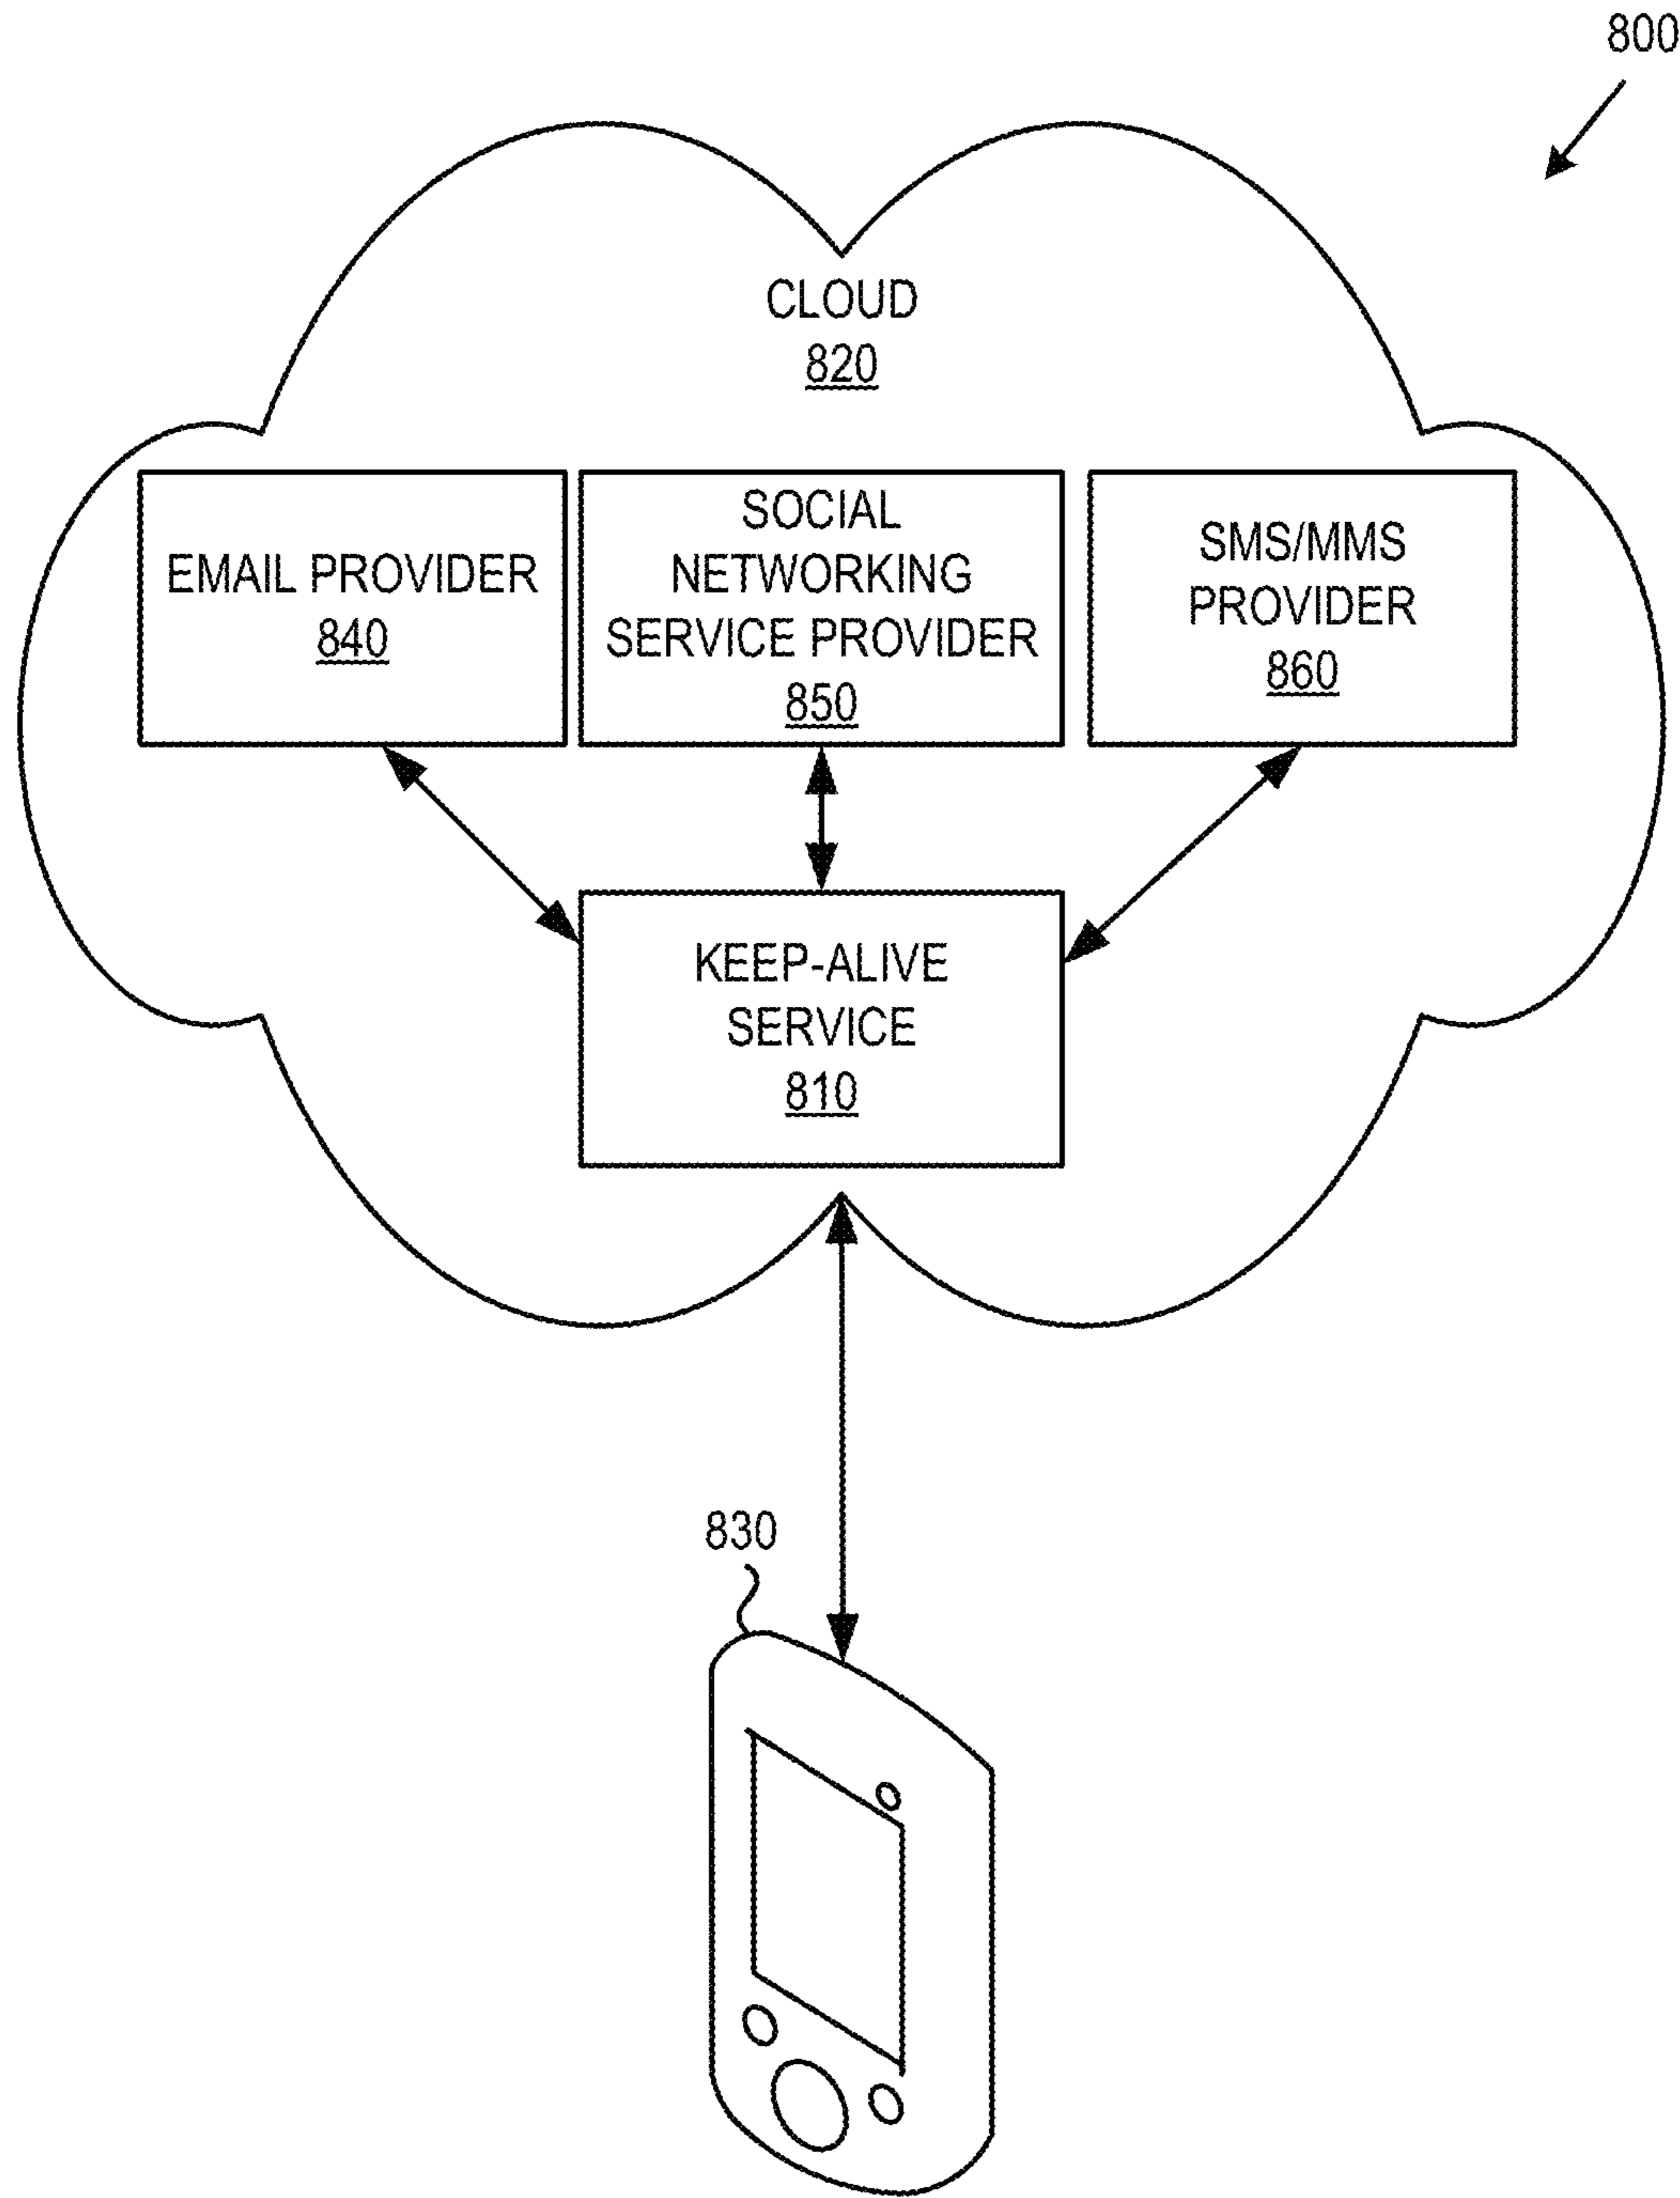 800
CLOUD
820
EMAIL PROVIDER
840
SOCIAL
NETWORKING
SERVICE PROVIDER
850
SMS/MMS
PROVIDER
860
KEEP-ALIVE
SERVICE
810
830